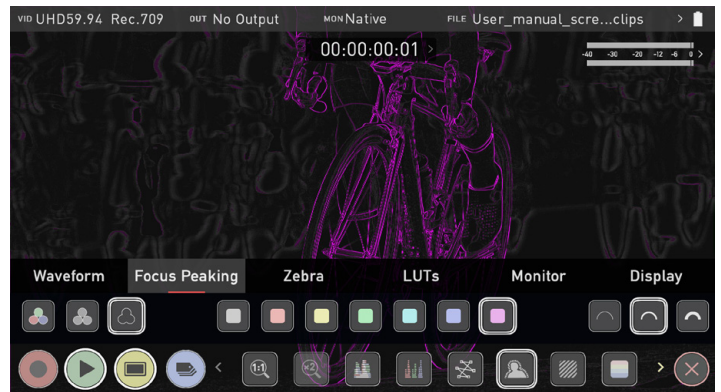 VID UHD59.94 Rec.709 OUT No Output MON Native FILE User_manual_scre...clips >
00:00:00:01 >
-40 -30 -20 -12 -6 0 >
Waveform Focus Peaking Zebra LUTs Monitor Display
< 1:1 ×2 >